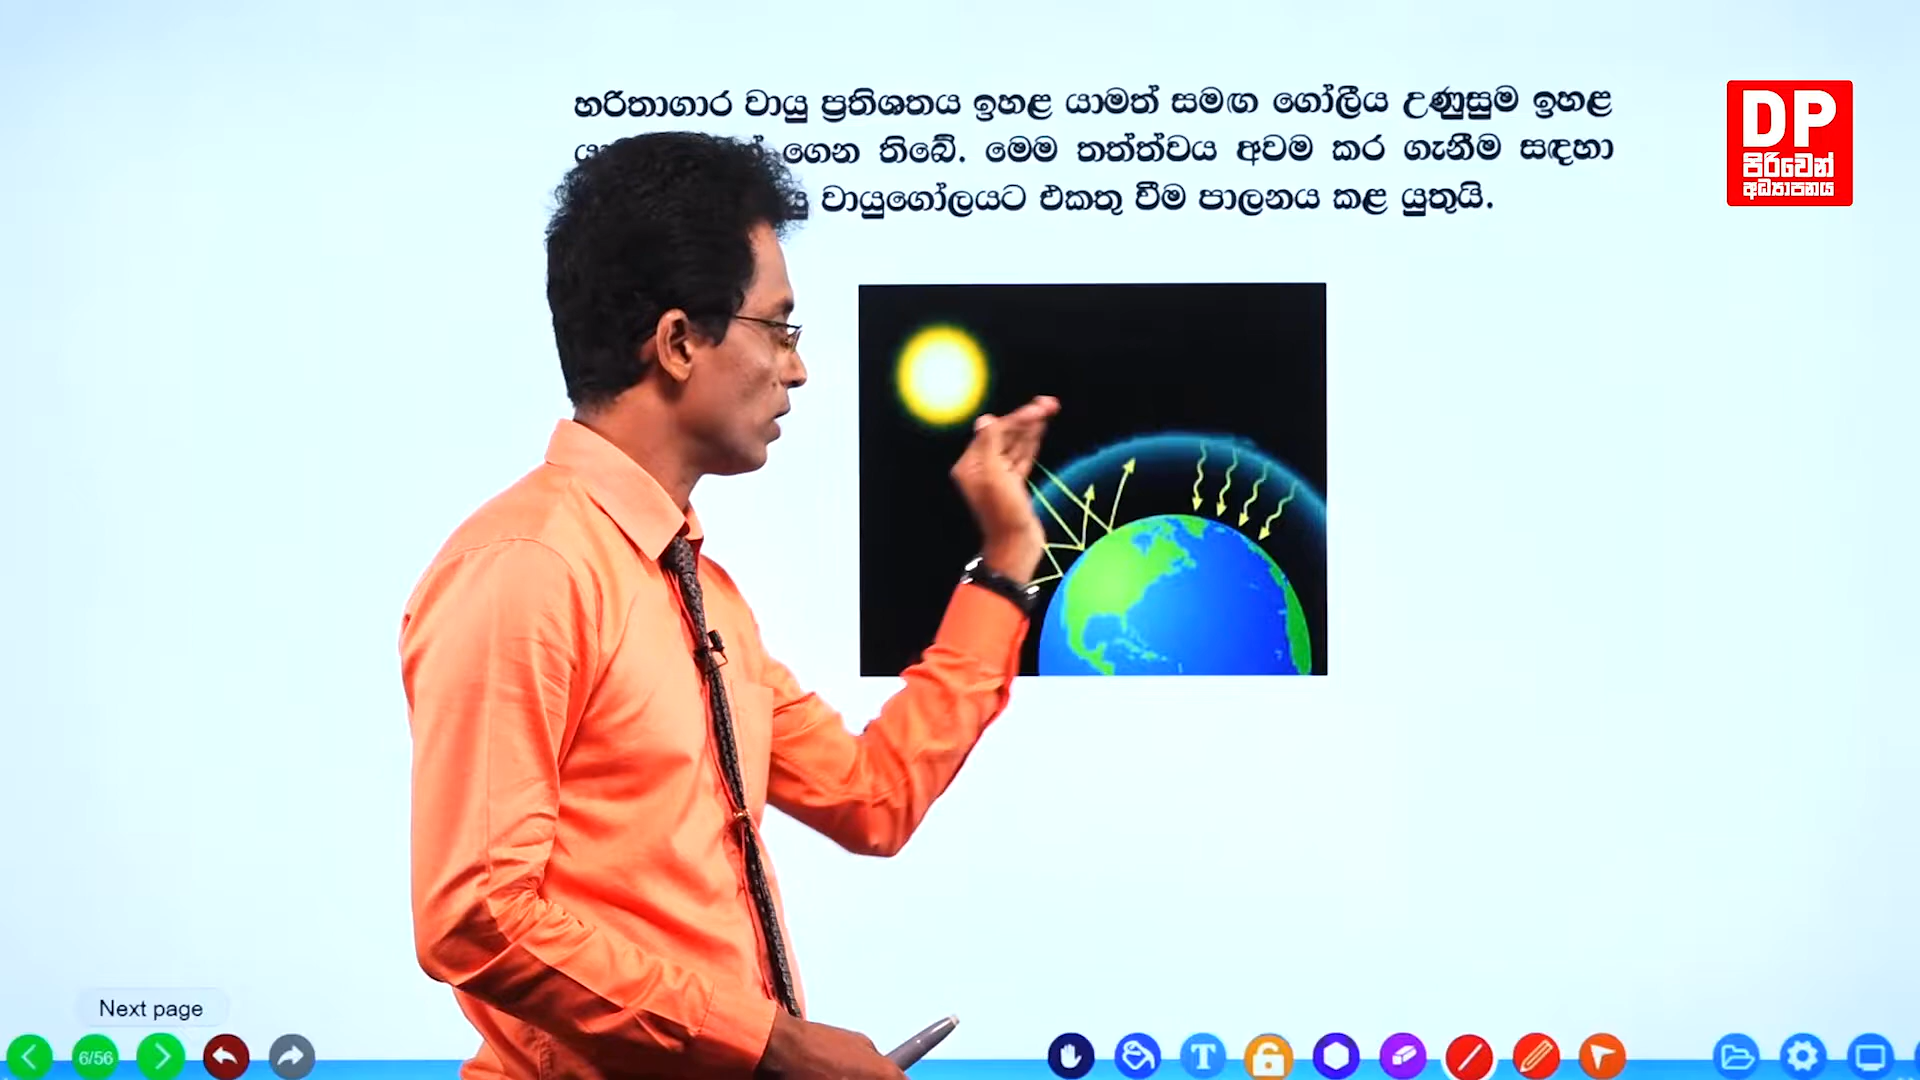 හරිතාගාර වායු ප්‍රතිශතය ඉහළ යාමත් සමඟ ගෝලීය උණුසුම ඉහළ
ගෙන තිබේ. මෙම තත්ත්වය අවම කර ගැනීම සඳහා
වායුගෝලයට එකතු වීම පාලනය කළ යුතුයි.
DP
පිරිවෙන්
අධ්‍යාපනය
Next page
6/56
T